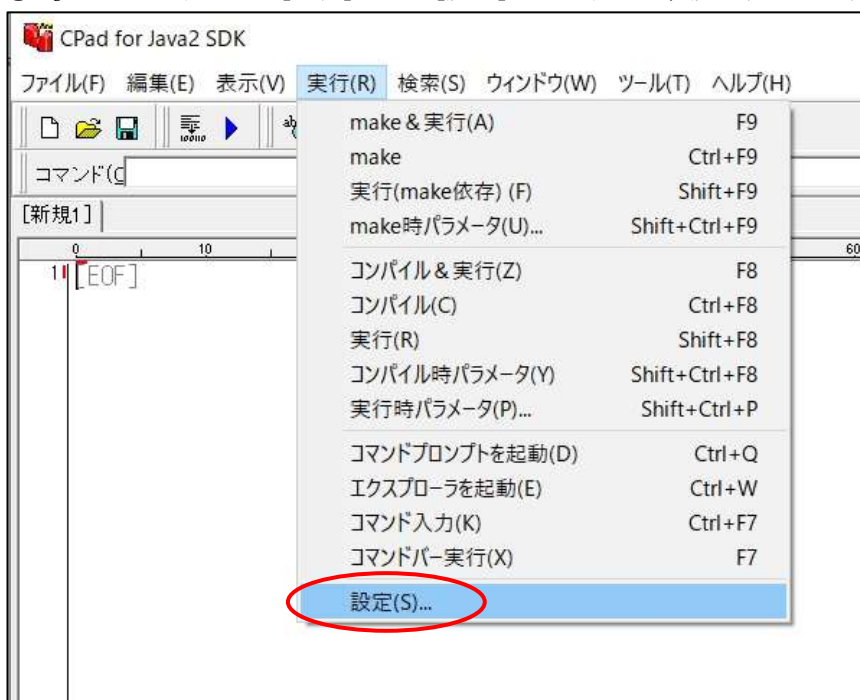 CPad for Java2 SDK
ファイル(F) 編集(E) 表示(V) 実行(R) 検索(S) ウィンドウ(W) ツール(T) ヘルプ(H)
コマンド(C
[新規1]
0 10 60
1 [EOF]
make＆実行(A) F9
make Ctrl+F9
実行(make依存) (F) Shift+F9
make時パラメータ(U)... Shift+Ctrl+F9
コンパイル＆実行(Z) F8
コンパイル(C) Ctrl+F8
実行(R) Shift+F8
コンパイル時パラメータ(Y) Shift+Ctrl+F8
実行時パラメータ(P)... Shift+Ctrl+P
コマンドプロンプトを起動(D) Ctrl+Q
エクスプローラを起動(E) Ctrl+W
コマンド入力(K) Ctrl+F7
コマンドバー実行(X) F7
設定(S)...